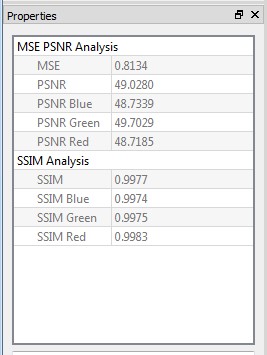 Properties
MSE PSNR Analysis
MSE 0.8134
PSNR 49.0280
PSNR Blue 48.7339
PSNR Green 49.7029
PSNR Red 48.7185
SSIM Analysis
SSIM 0.9977
SSIM Blue 0.9974
SSIM Green 0.9975
SSIM Red 0.9983